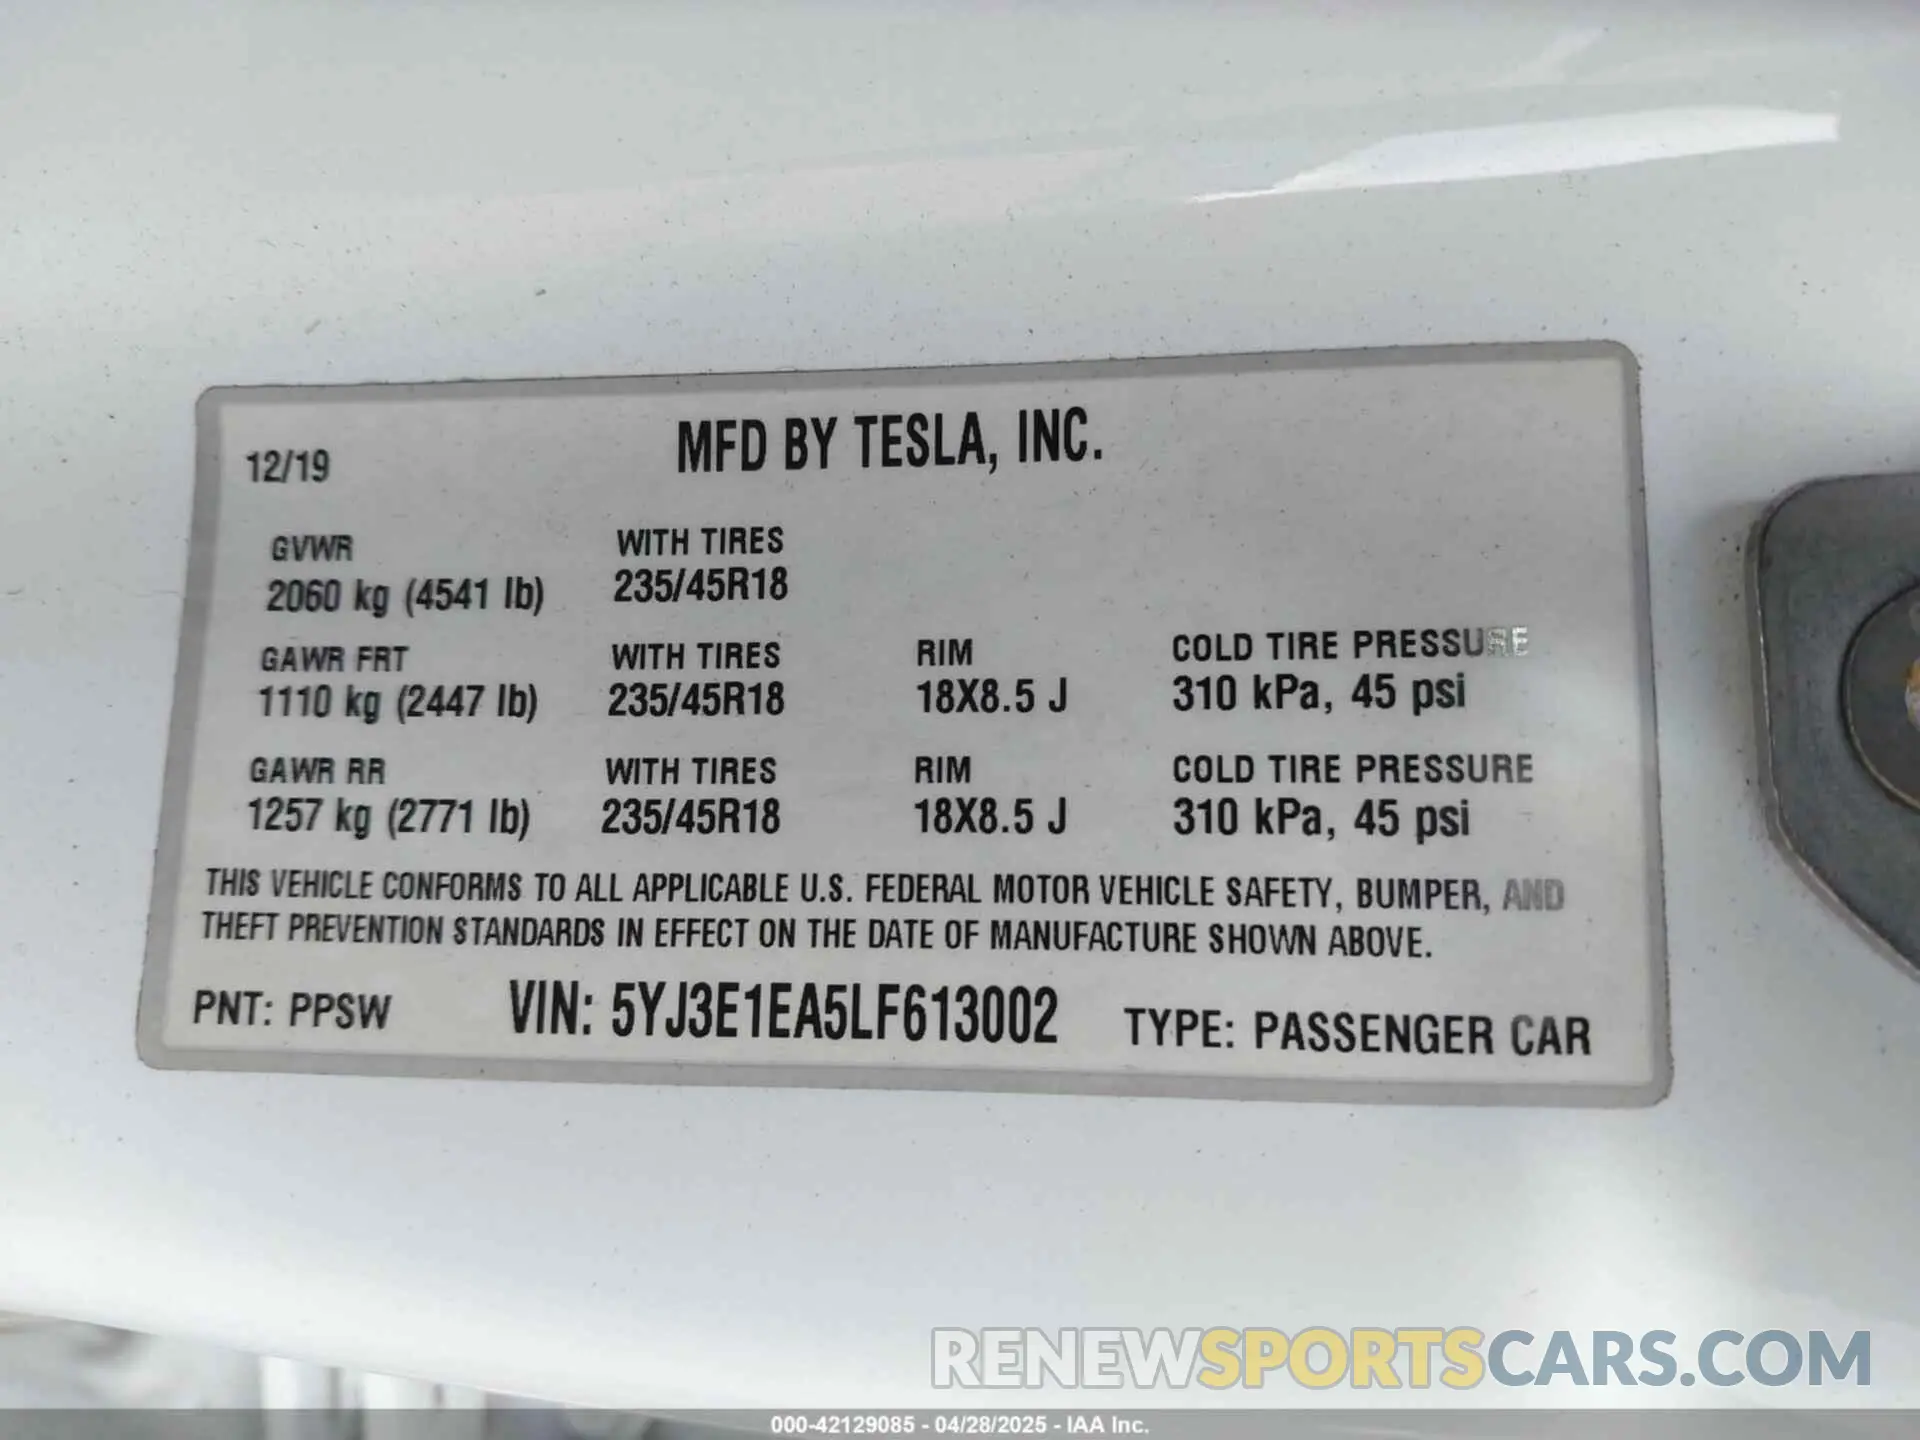 MFD BY TESLA, INC.
12/19
GVWR WITH TIRES
2060 kg (4541 lb) 235/45R18
GAWR FRT WITH TIRES RIM COLD TIRE PRESSURE
1110 kg (2447 lb) 235/45R18 18X8.5 J 310 kPa, 45 psi
GAWR RR WITH TIRES RIM COLD TIRE PRESSURE
1257 kg (2771 lb) 235/45R18 18X8.5 J 310 kPa, 45 psi
THIS VEHICLE CONFORMS TO ALL APPLICABLE U.S. FEDERAL MOTOR VEHICLE SAFETY, BUMPER, AND
THEFT PREVENTION STANDARDS IN EFFECT ON THE DATE OF MANUFACTURE SHOWN ABOVE.
PNT: PPSW VIN: 5YJ3E1EA5LF613002 TYPE: PASSENGER CAR
RENEWSPORTSCARS.COM
000-42129085 - 04/28/2025 - IAA Inc.